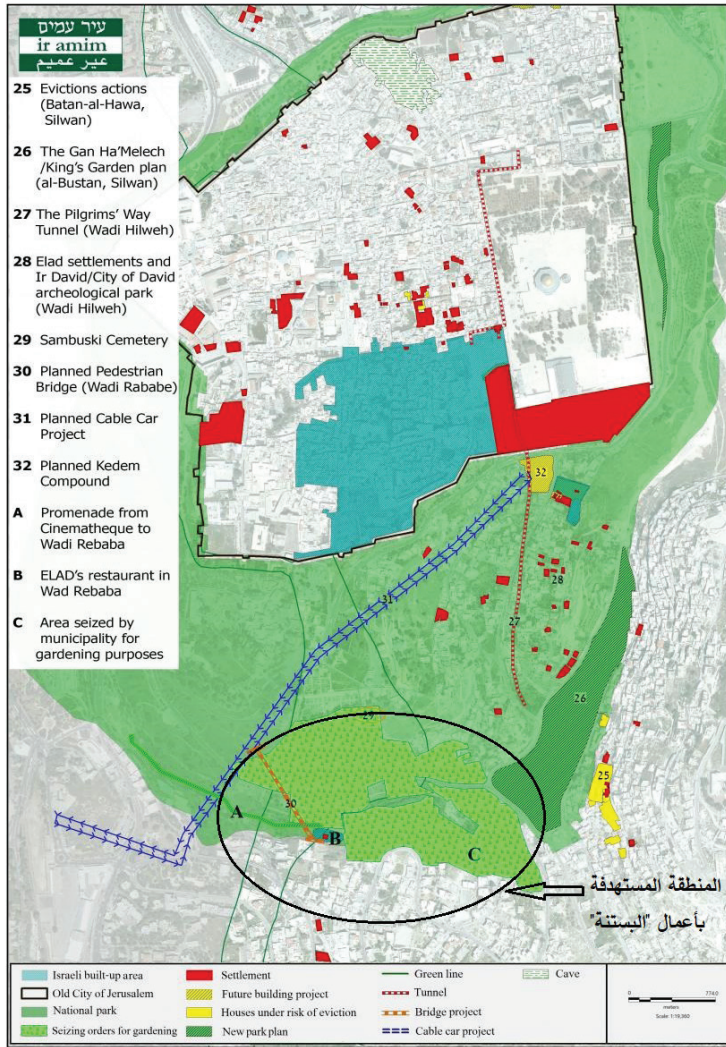 עיר עמים
ir amim
عير عميم
25 Evictions actions
(Batan-al-Hawa,
Silwan)
26 The Gan Ha'Melech
/King's Garden plan
(al-Bustan, Silwan)
27 The Pilgrims' Way
Tunnel (Wadi Hilweh)
28 Elad settlements and
Ir David/City of David
archeological park
(Wadi Hilweh)
29 Sambuski Cemetery
30 Planned Pedestrian
Bridge (Wadi Rababe)
31 Planned Cable Car
Project
32 Planned Kedem
Compound
A Promenade from
Cinematheque to
Wadi Rebaba
B ELAD's restaurant in
Wad Rebaba
C Area seized by
municipality for
gardening purposes
32
28
31
27
26
29
25
30
A
B
C
المنطقة المستهدفة
بأعمال "البستنة"
Israeli built-up area
Old City of Jerusalem
National park
Seizing orders for gardening
Settlement
Future building project
Houses under risk of eviction
New park plan
Green line
Tunnel
Bridge project
Cable car project
Cave
0
meters